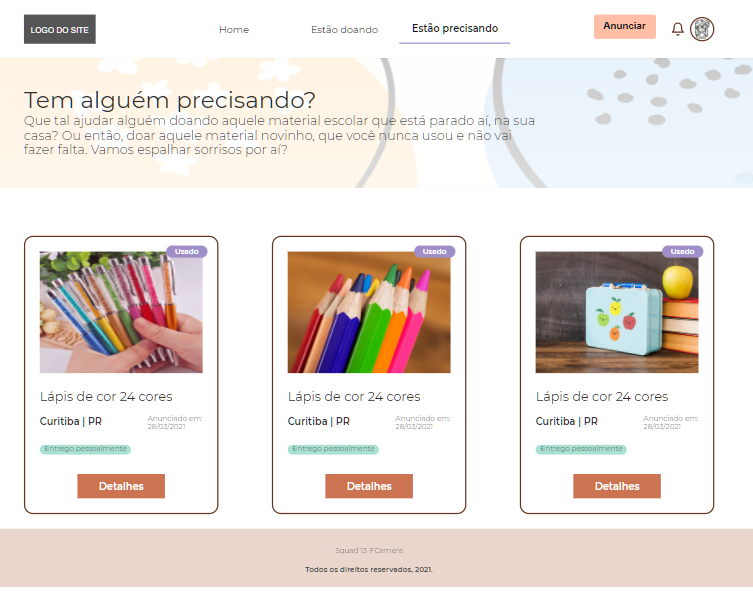 LOGO DO SITE
Home
Estão doando
Estão precisando
Anunciar
Tem alguém precisando?
Que tal ajudar alguém doando aquele material escolar que está parado aí, na sua
casa? Ou então, doar aquele material novinho, que você nunca usou e não vai
fazer falta. Vamos espalhar sorrisos por aí?
Usado
Lápis de cor 24 cores
Curitiba | PR
Anunciado em:
28/03/2021
Entrego pessoalmente
Detalhes
Usado
Lápis de cor 24 cores
Curitiba | PR
Anunciado em:
28/03/2021
Entrego pessoalmente
Detalhes
Usado
Lápis de cor 24 cores
Curitiba | PR
Anunciado em:
28/03/2021
Entrego pessoalmente
Detalhes
Squad 13-FCamera
Todos os direitos reservados, 2021.